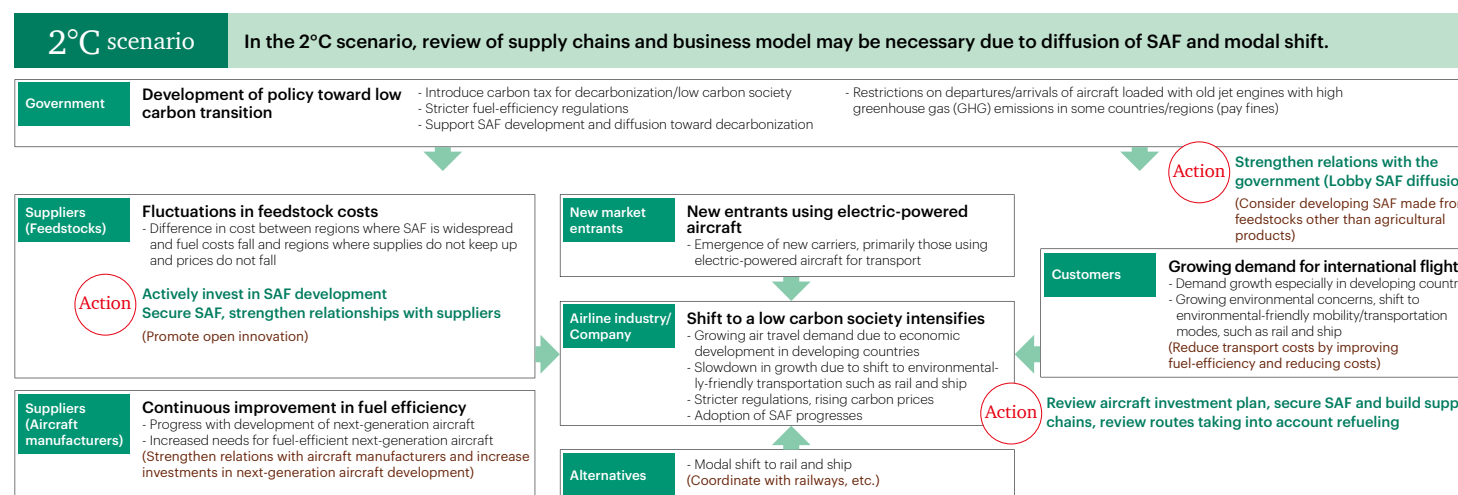 2°C scenario
In the 2°C scenario, review of supply chains and business model may be necessary due to diffusion of SAF and modal shift.
Government
Development of policy toward low
carbon transition
- Introduce carbon tax for decarbonization/low carbon society
- Stricter fuel-efficiency regulations
- Support SAF development and diffusion toward decarbonization
- Restrictions on departures/arrivals of aircraft loaded with old jet engines with high
greenhouse gas (GHG) emissions in some countries/regions (pay fines)
Action
Strengthen relations with the
government (Lobby SAF
(Consider developing SAF made
feedstocks other than agricultural
products)
Suppliers
(Feedstocks)
Fluctuations in feedstock costs
- Difference in cost between regions where SAF is widespread
and fuel costs fall and regions where supplies do not keep up
and prices do not fall
Action
Actively invest in SAF development
Secure SAF, strengthen relationships with suppliers
(Promote open innovation)
Suppliers
(Aircraft
manufacturers)
Continuous improvement in fuel efficiency
- Progress with development of next-generation aircraft
- Increased needs for fuel-efficient next-generation aircraft
(Strengthen relations with aircraft manufacturers and increase
investments in next-generation aircraft development)
New market
entrants
New entrants using electric-powered
aircraft
- Emergence of new carriers, primarily those using
electric-powered aircraft for transport
Airline industry/
Company
Shift to a low carbon society intensifies
- Growing air travel demand due to economic
development in developing countries
- Slowdown in growth due to shift to environmental-
ly-friendly transportation such as rail and ship
- Stricter regulations, rising carbon prices
- Adoption of SAF progresses
Alternatives
- Modal shift to rail and ship
(Coordinate with railways, etc.)
Customers
Growing demand for international
- Demand growth especially in developing
- Growing environmental concerns, shift to
environmental-friendly mobility/transportation
modes, such as rail and ship
(Reduce transport costs by improving
fuel-efficiency and reducing costs)
Action
Review aircraft investment plan, secure SAF and build
chains, review routes taking into account refueling